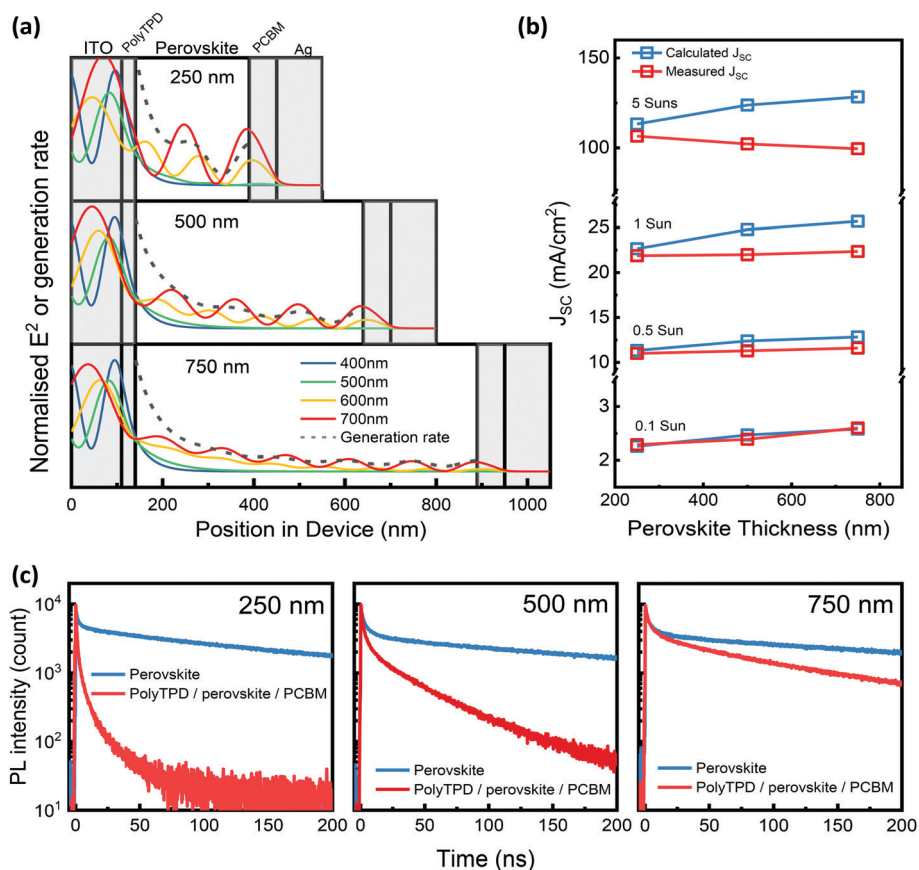 (a)
ITO
PolyTPD
Perovskite
PCBM
Ag
250 nm
500 nm
750 nm
400nm
500nm
600nm
700nm
Generation rate
Normalised E² or generation rate
0 200 400 600 800 1000
Position in Device (nm)
(b)
Calculated J_SC
Measured J_SC
150
5 Suns
100
25
1 Sun
20
0.5 Sun
10
3
0.1 Sun
2
J_SC (mA/cm²)
200 400 600 800
Perovskite Thickness (nm)
(c)
PL intensity (count)
10⁴
10³
10²
10¹
250 nm
Perovskite
PolyTPD / perovskite / PCBM
0 50 100 150 200
500 nm
Perovskite
PolyTPD / perovskite / PCBM
0 50 100 150 200
750 nm
Perovskite
PolyTPD / perovskite / PCBM
0 50 100 150 200
Time (ns)